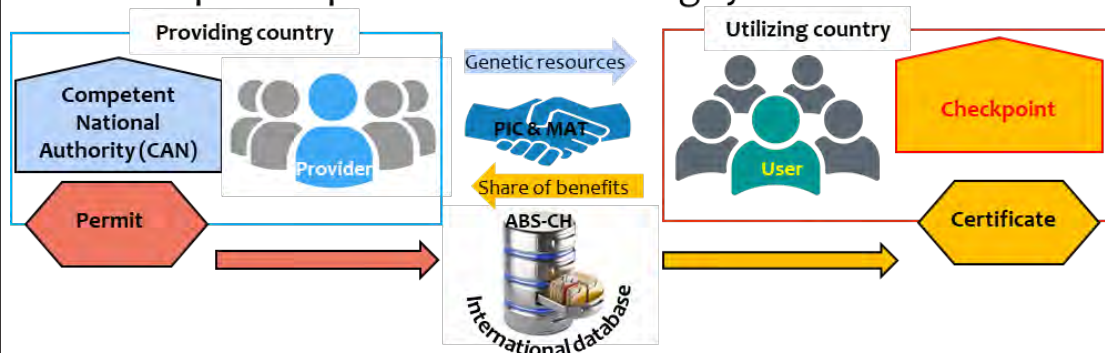 Providing country
Utilizing country
Competent
National
Authority (CAN)
Provider
Genetic resources
PIC & MAT
Share of benefits
User
Checkpoint
Permit
ABS-CH
International database
Certificate